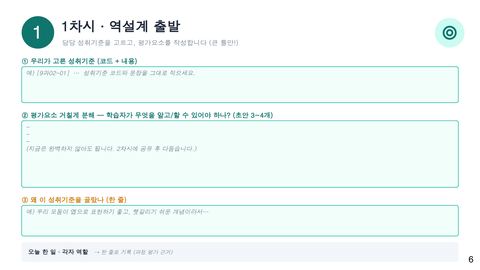 1
1차시 · 역설계 출발
담당 성취기준을 고르고, 평가요소를 작성합니다 (큰 틀만!)
① 우리가 고른 성취기준 (코드 + 내용)
예) [9과02-01] … 성취기준 코드와 문장을 그대로 적으세요.
② 평가요소 거칠게 분해 — 학습자가 무엇을 알고/할 수 있어야 하나? (초안 3~4개)
–
–
–
(지금은 완벽하지 않아도 됩니다. 2차시에 공유 후 다듬습니다.)
③ 왜 이 성취기준을 골랐나 (한 줄)
예) 우리 모둠이 앱으로 표현하기 좋고, 헷갈리기 쉬운 개념이라서…
오늘 한 일 · 각자 역할 → 한 줄로 기록 (과정 평가 근거)
6